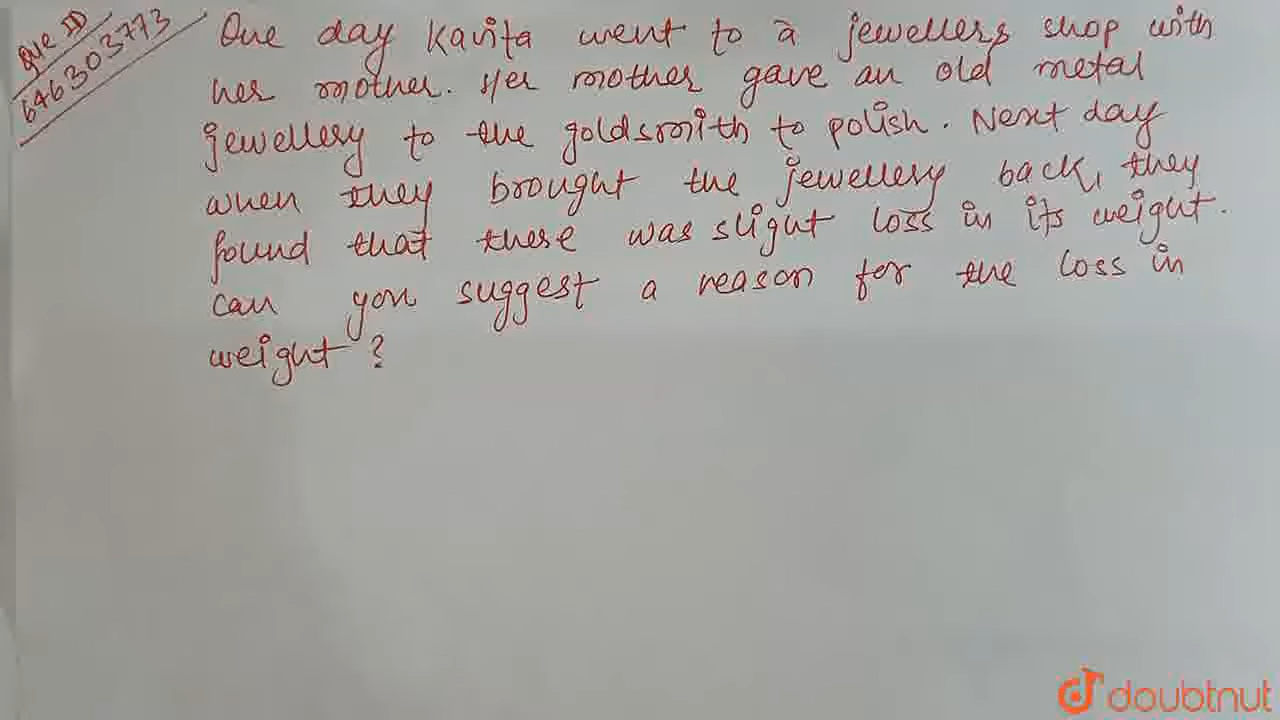 Que ID
646303773
One day Kavita went to a jewellers shop with
her mother. Her mother gave an old metal
jewellery to the goldsmith to polish. Next day
when they brought the jewellery back, they
found that there was slight loss in its weight.
can you suggest a reason for the loss in
weight ?
doubtnut